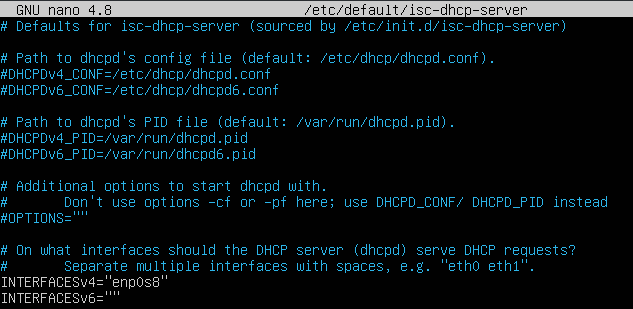 GNU nano 4.8 /etc/default/isc-dhcp-server
# Defaults for isc-dhcp-server (sourced by /etc/init.d/isc-dhcp-server)
# Path to dhcpd's config file (default: /etc/dhcp/dhcpd.conf).
#DHCPDv4_CONF=/etc/dhcp/dhcpd.conf
#DHCPDv6_CONF=/etc/dhcp/dhcpd6.conf
# Path to dhcpd's PID file (default: /var/run/dhcpd.pid).
#DHCPDv4_PID=/var/run/dhcpd.pid
#DHCPDv6_PID=/var/run/dhcpd6.pid
# Additional options to start dhcpd with.
#       Don't use options -cf or -pf here; use DHCPD_CONF/ DHCPD_PID instead
#OPTIONS=""
# On what interfaces should the DHCP server (dhcpd) serve DHCP requests?
#       Separate multiple interfaces with spaces, e.g. "eth0 eth1".
INTERFACESv4="enp0s8"
INTERFACESv6=""